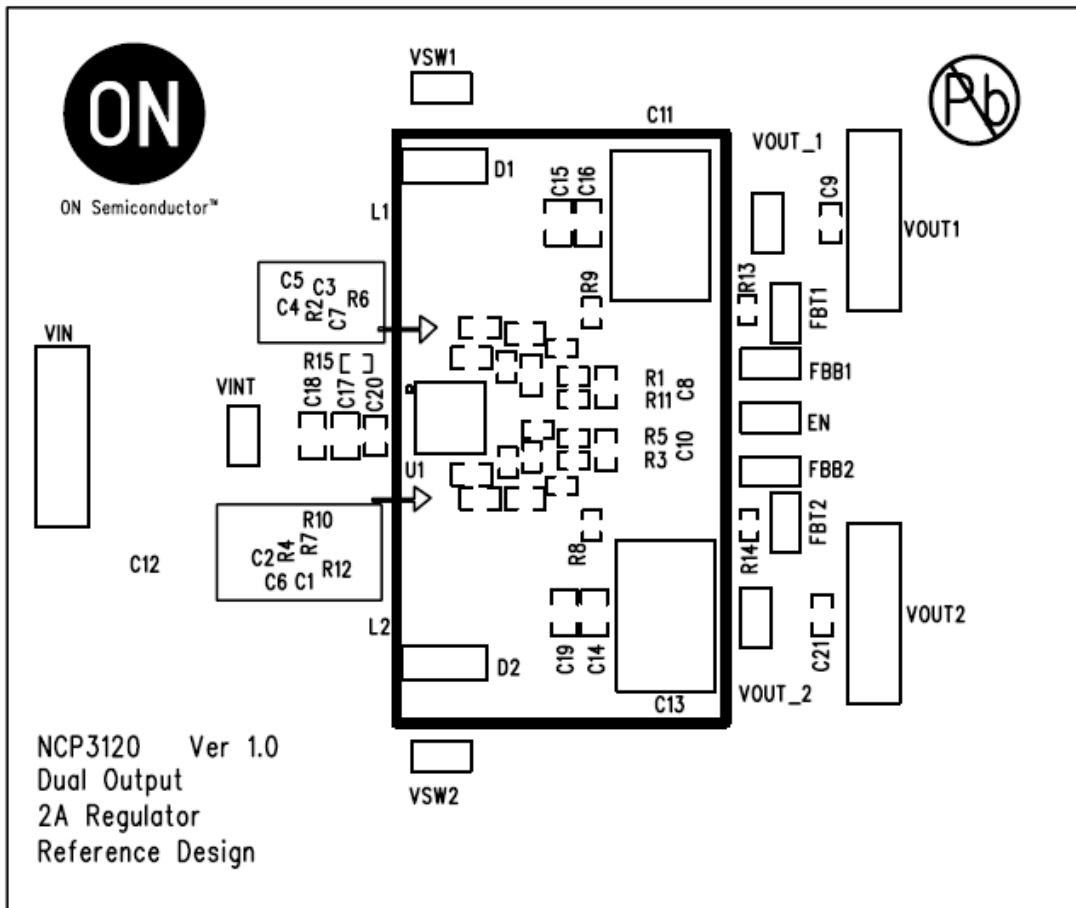 VSW1
ON
Pb
ON Semiconductor™
C11
VOUT_1
D1
C15
C16
C9
L1
VOUT1
C5
C3
C4
R2
C7
R6
R9
R13
FBT1
VIN
R15
VINT
C18
C17
C20
R1
R11
C8
FBB1
EN
R5
R3
C10
U1
FBB2
FBT2
R10
R4
R7
C2
R12
C6
C1
C12
R8
R14
L2
D2
C19
C14
C13
VOUT_2
C21
VOUT2
NCP3120 Ver 1.0
Dual Output
2A Regulator
Reference Design
VSW2